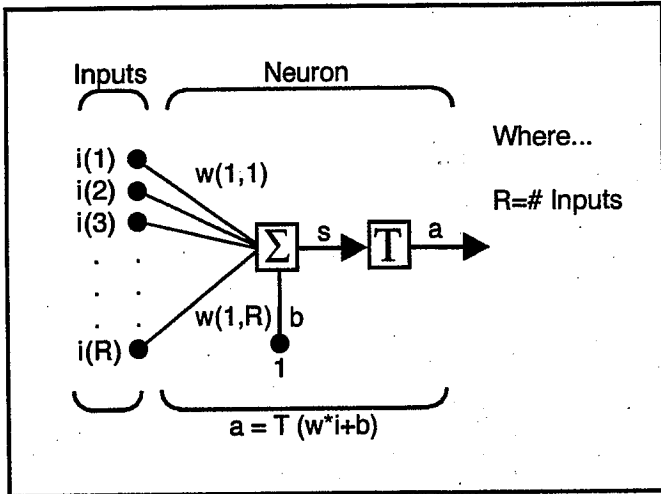 Inputs
Neuron
Where...
R=# Inputs
i(1)
i(2)
i(3)
. .
. .
. .
i(R)
w(1,1)
w(1,R)
Σ
s
T
a
b
1
a = T (w*i+b)